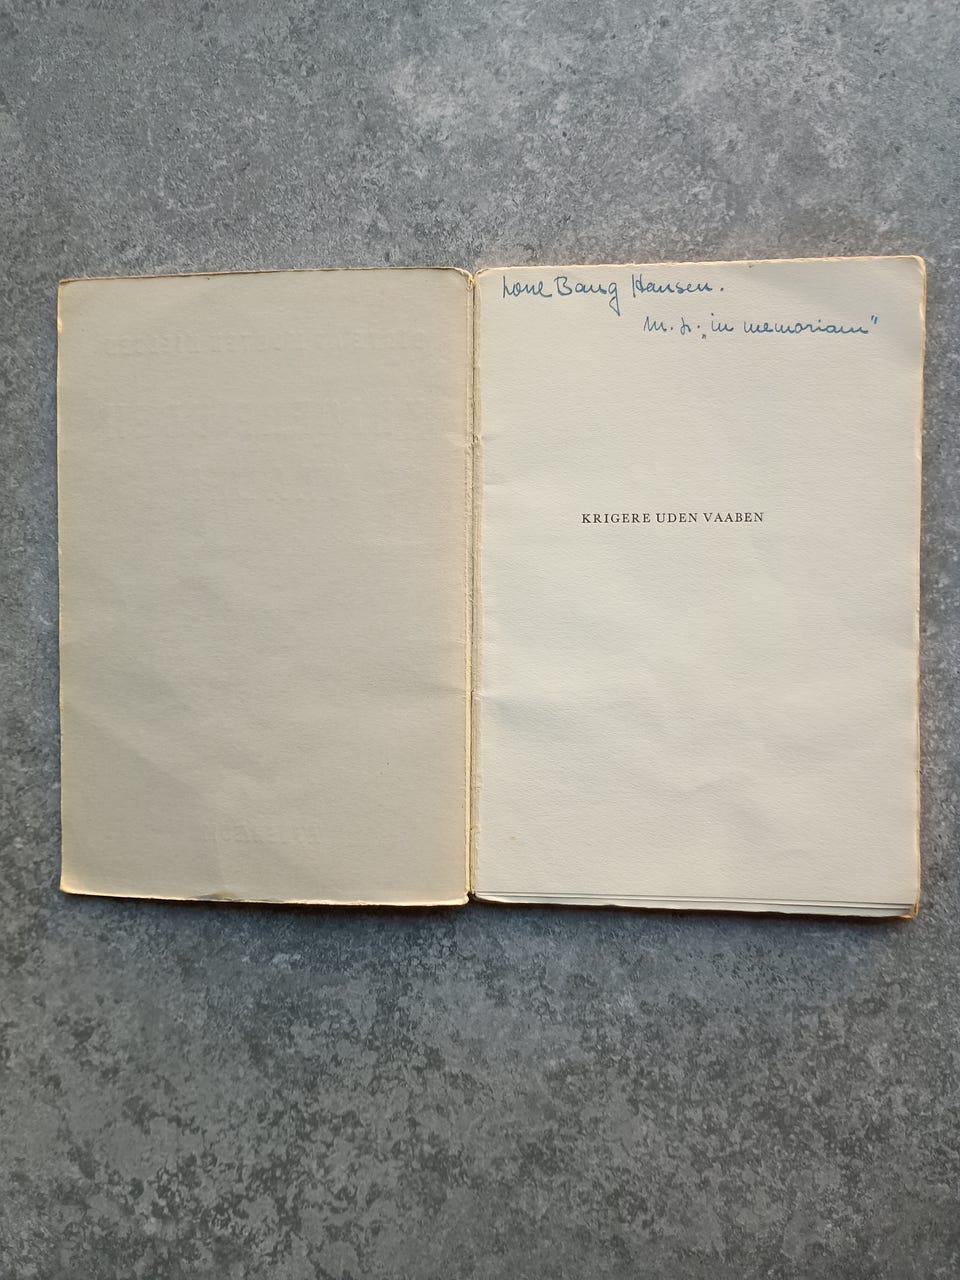 Lone Bang Hansen.
m. h. „in memoriam"
KRIGERE UDEN VAABEN